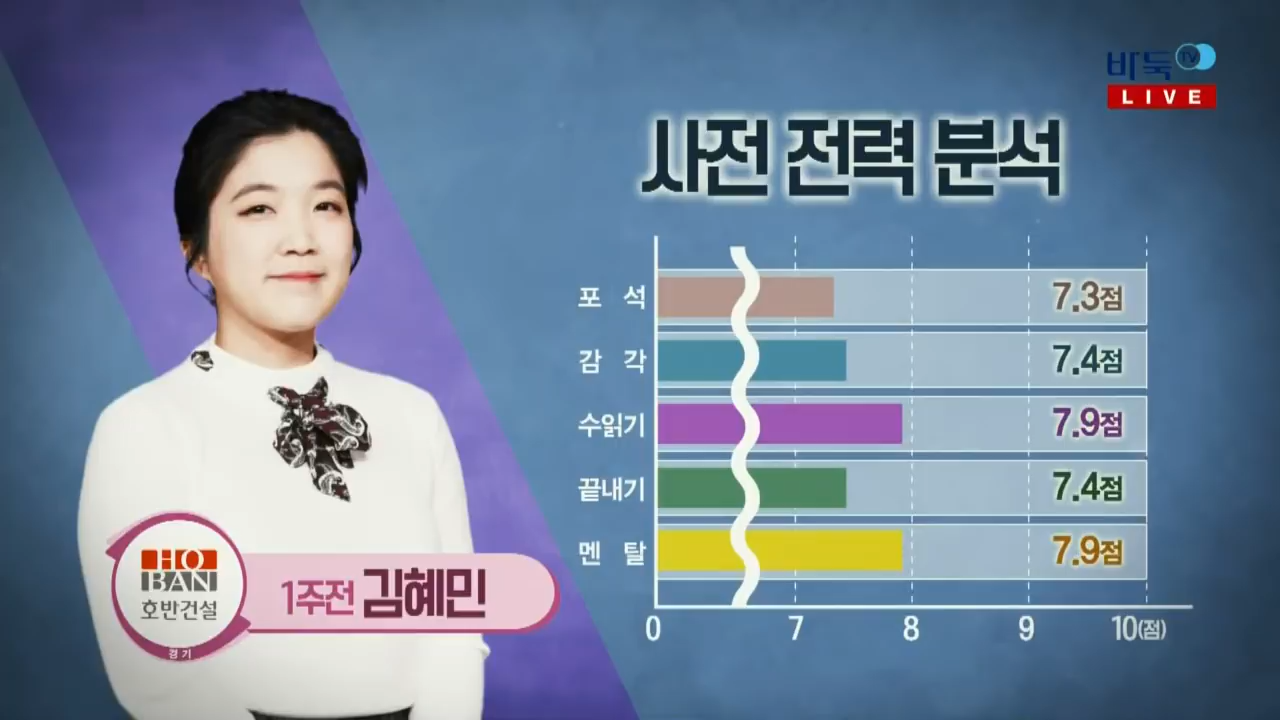 바둑TV
LIVE
사전 전력 분석
포 석 7.3점
감 각 7.4점
수읽기 7.9점
끝내기 7.4점
멘 탈 7.9점
0 7 8 9 10(점)
HO
BAN
호반건설
경기
1주전 김혜민